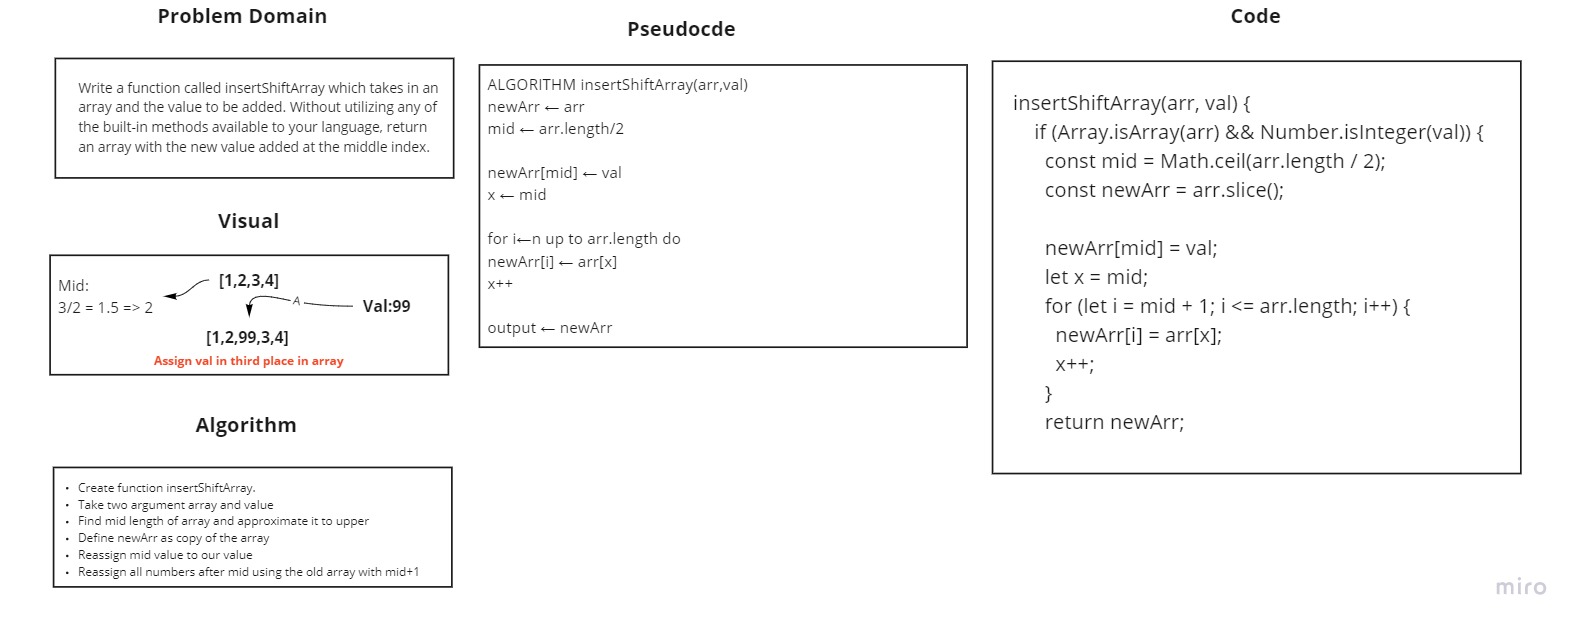 Problem Domain
Write a function called insertShiftArray which takes in an
array and the value to be added. Without utilizing any of
the built-in methods available to your language, return
an array with the new value added at the middle index.
Visual
Mid:
3/2 = 1.5 => 2
[1,2,3,4]
A
Val:99
[1,2,99,3,4]
Assign val in third place in array
Algorithm
• Create function insertShiftArray.
• Take two argument array and value
• Find mid length of array and approximate it to upper
• Define newArr as copy of the array
• Reassign mid value to our value
• Reassign all numbers after mid using the old array with mid+1
Pseudocde
ALGORITHM insertShiftArray(arr,val)
newArr ← arr
mid ← arr.length/2
newArr[mid] ← val
x ← mid
for i←n up to arr.length do
newArr[i] ← arr[x]
x++
output ← newArr
Code
insertShiftArray(arr, val) {
if (Array.isArray(arr) && Number.isInteger(val)) {
const mid = Math.ceil(arr.length / 2);
const newArr = arr.slice();
newArr[mid] = val;
let x = mid;
for (let i = mid + 1; i <= arr.length; i++) {
newArr[i] = arr[x];
x++;
}
return newArr;
miro